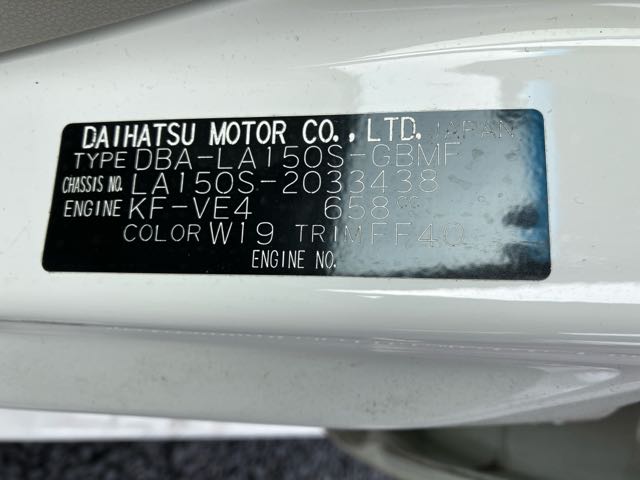 DAIHATSU MOTOR CO., LTD. JAPAN
TYPE DBA-LA150S-GBMF
CHASSIS NO. LA150S-2033438
ENGINE KF-VE4 658cc
COLOR W19 TRIM FF40
ENGINE NO.